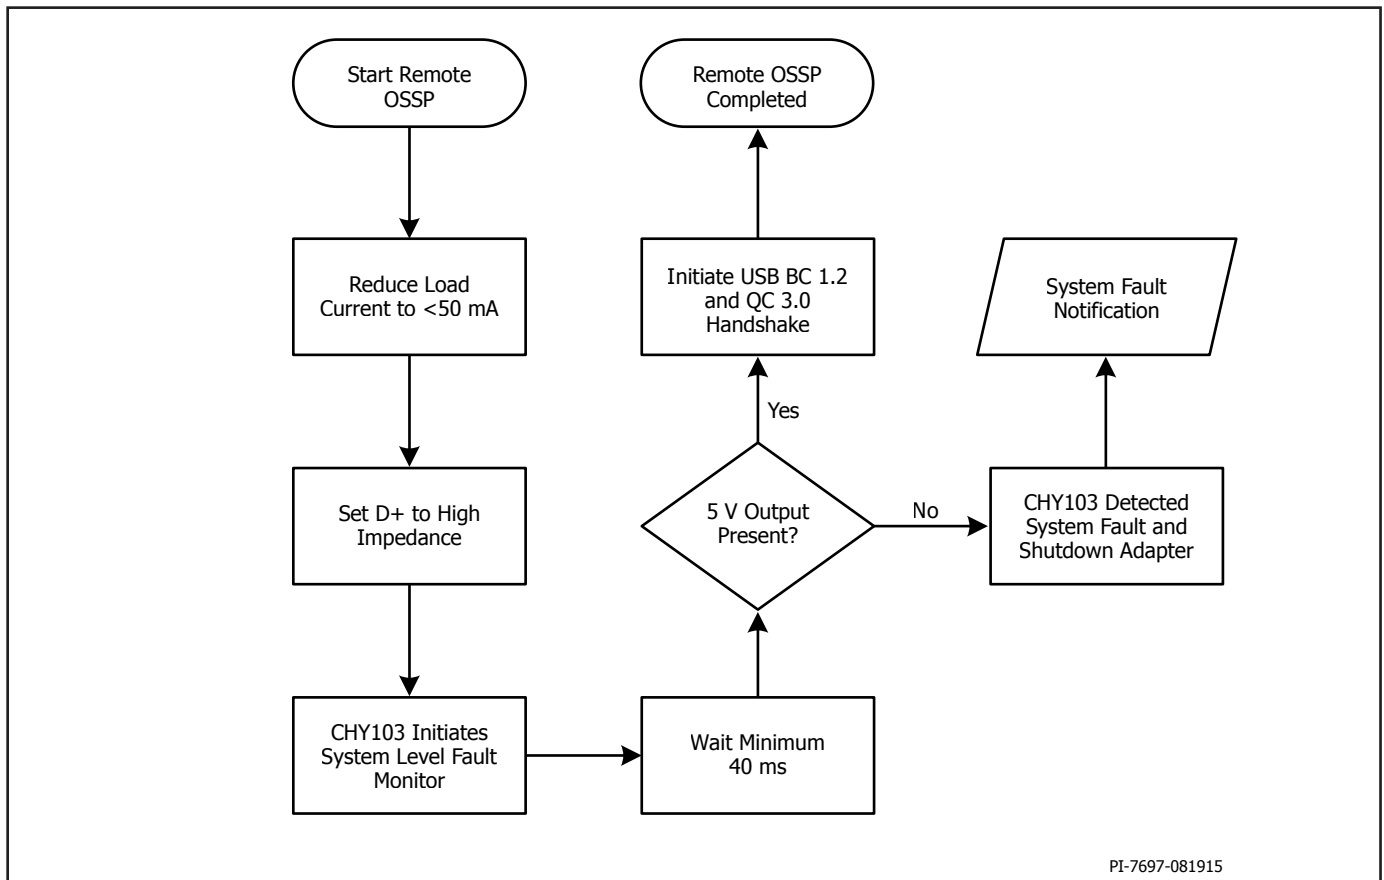 Start Remote
OSSP
Reduce Load
Current to <50 mA
Set D+ to High
Impedance
CHY103 Initiates
System Level Fault
Monitor
Wait Minimum
40 ms
5 V Output
Present?
Yes
No
Initiate USB BC 1.2
and QC 3.0
Handshake
Remote OSSP
Completed
CHY103 Detected
System Fault and
Shutdown Adapter
System Fault
Notification
PI-7697-081915